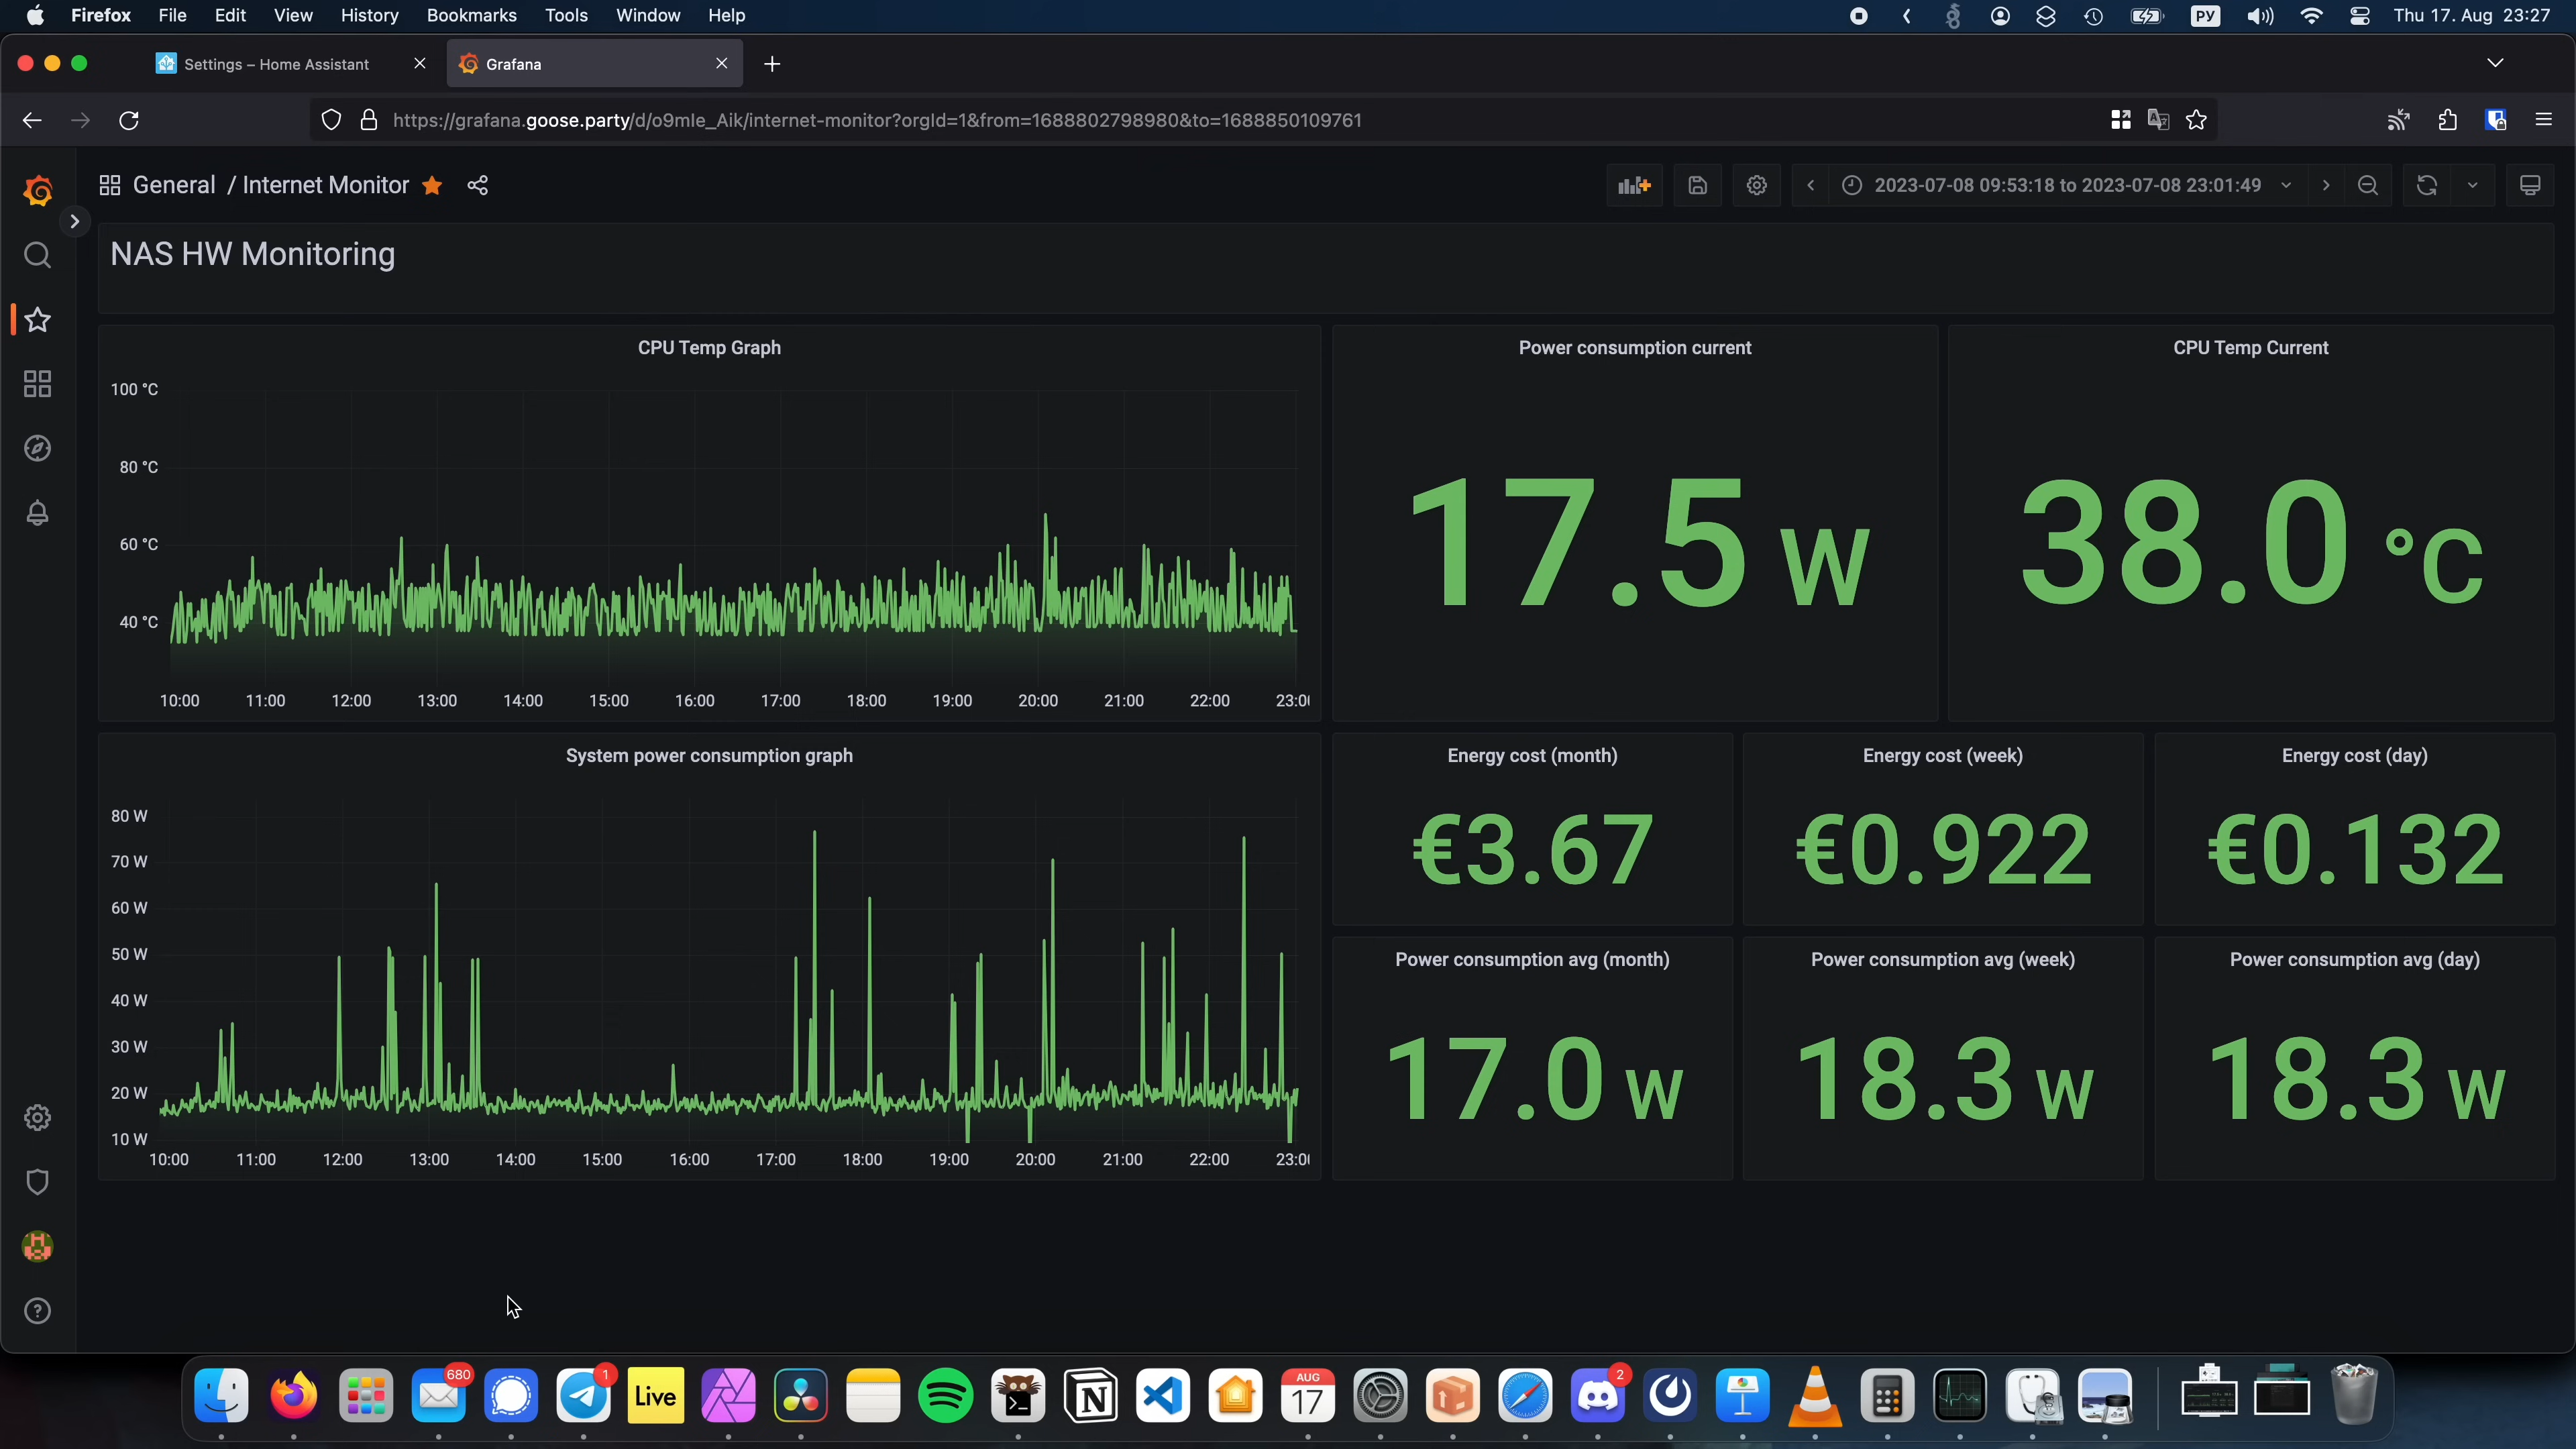 Firefox File Edit View History Bookmarks Tools Window Help
РУ
Thu 17. Aug 23:27
Settings – Home Assistant
Grafana
https://grafana.goose.party/d/o9mIe_Aik/internet-monitor?orgId=1&from=1688802798980&to=1688850109761
General / Internet Monitor
2023-07-08 09:53:18 to 2023-07-08 23:01:49
NAS HW Monitoring
CPU Temp Graph
100 °C
80 °C
60 °C
40 °C
10:00 11:00 12:00 13:00 14:00 15:00 16:00 17:00 18:00 19:00 20:00 21:00 22:00 23:0
Power consumption current
17.5 W
CPU Temp Current
38.0 °C
System power consumption graph
80 W
70 W
60 W
50 W
40 W
30 W
20 W
10 W
10:00 11:00 12:00 13:00 14:00 15:00 16:00 17:00 18:00 19:00 20:00 21:00 22:00 23:0
Energy cost (month)
€3.67
Energy cost (week)
€0.922
Energy cost (day)
€0.132
Power consumption avg (month)
17.0 W
Power consumption avg (week)
18.3 W
Power consumption avg (day)
18.3 W
680
1
Live
AUG
17
2